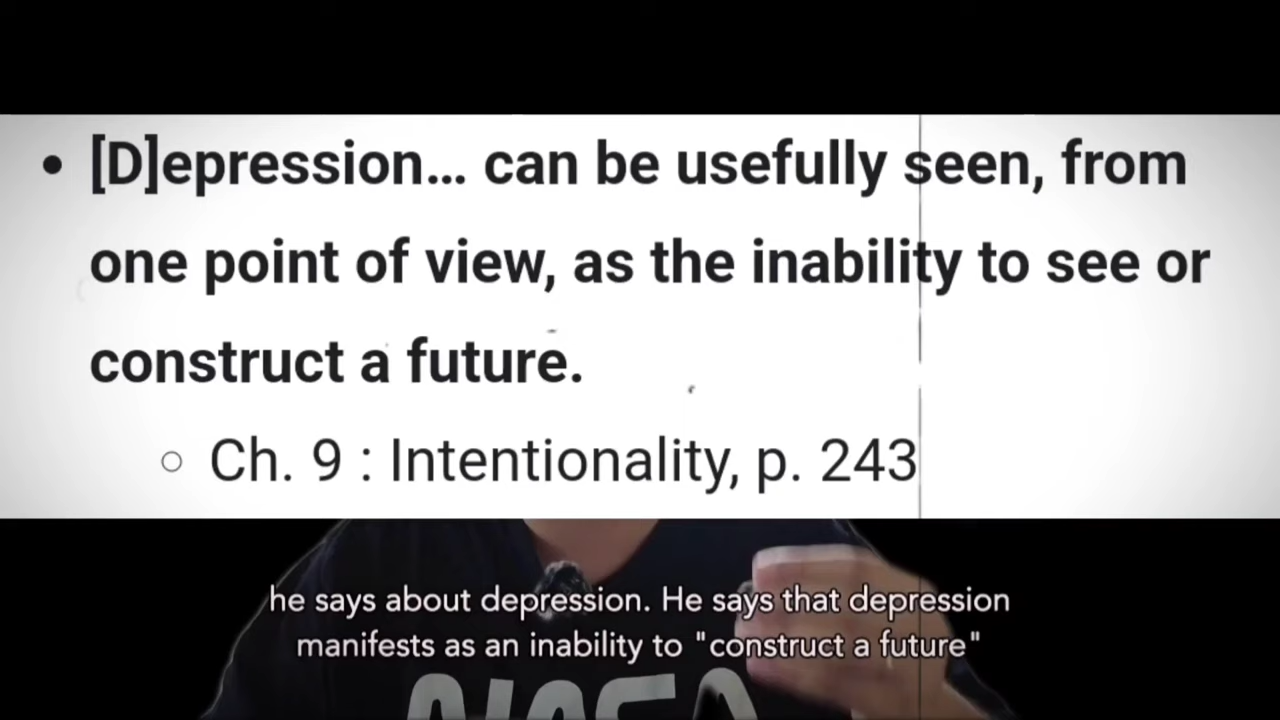 • [D]epression... can be usefully seen, from
one point of view, as the inability to see or
construct a future.
○ Ch. 9 : Intentionality, p. 243
he says about depression. He says that depression
manifests as an inability to "construct a future"